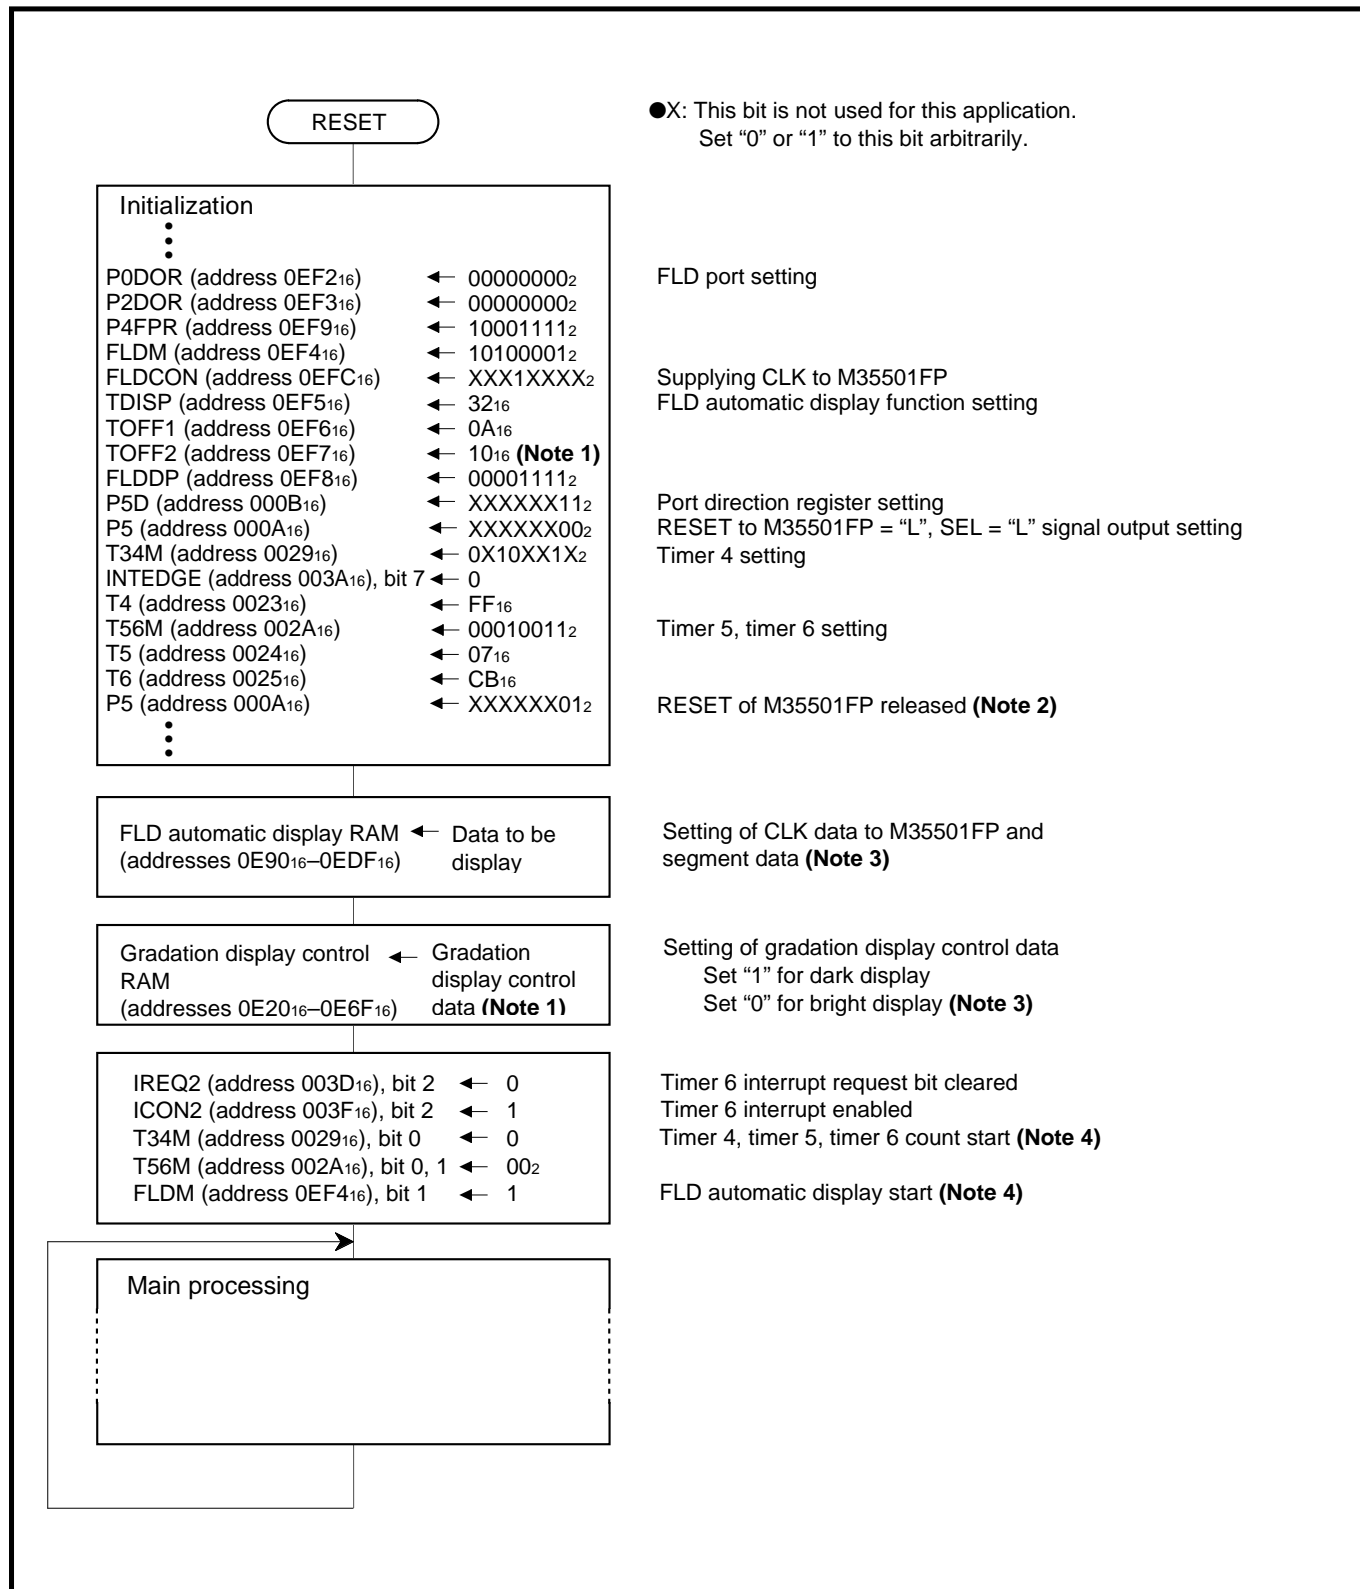 RESET
●X: This bit is not used for this application.
Set “0” or “1” to this bit arbitrarily.
Initialization
P0DOR (address 0EF216) ← 000000002 FLD port setting
P2DOR (address 0EF316) ← 000000002
P4FPR (address 0EF916) ← 100011112
FLDM (address 0EF416) ← 101000012
FLDCON (address 0EFC16) ← XXX1XXXX2 Supplying CLK to M35501FP
TDISP (address 0EF516) ← 3216 FLD automatic display function setting
TOFF1 (address 0EF616) ← 0A16
TOFF2 (address 0EF716) ← 1016 (Note 1)
FLDDP (address 0EF816) ← 000011112
P5D (address 000B16) ← XXXXXX112 Port direction register setting
P5 (address 000A16) ← XXXXXX002 RESET to M35501FP = “L”, SEL = “L” signal output setting
T34M (address 002916) ← 0X10XX1X2 Timer 4 setting
INTEDGE (address 003A16), bit 7 ← 0
T4 (address 002316) ← FF16
T56M (address 002A16) ← 000100112 Timer 5, timer 6 setting
T5 (address 002416) ← 0716
T6 (address 002516) ← CB16
P5 (address 000A16) ← XXXXXX012 RESET of M35501FP released (Note 2)
FLD automatic display RAM ← Data to be Setting of CLK data to M35501FP and
(addresses 0E9016–0EDF16) display segment data (Note 3)
Gradation display control ← Gradation Setting of gradation display control data
RAM display control Set “1” for dark display
(addresses 0E2016–0E6F16) data (Note 1) Set “0” for bright display (Note 3)
IREQ2 (address 003D16), bit 2 ← 0 Timer 6 interrupt request bit cleared
ICON2 (address 003F16), bit 2 ← 1 Timer 6 interrupt enabled
T34M (address 002916), bit 0 ← 0 Timer 4, timer 5, timer 6 count start (Note 4)
T56M (address 002A16), bit 0, 1 ← 002
FLDM (address 0EF416), bit 1 ← 1 FLD automatic display start (Note 4)
Main processing